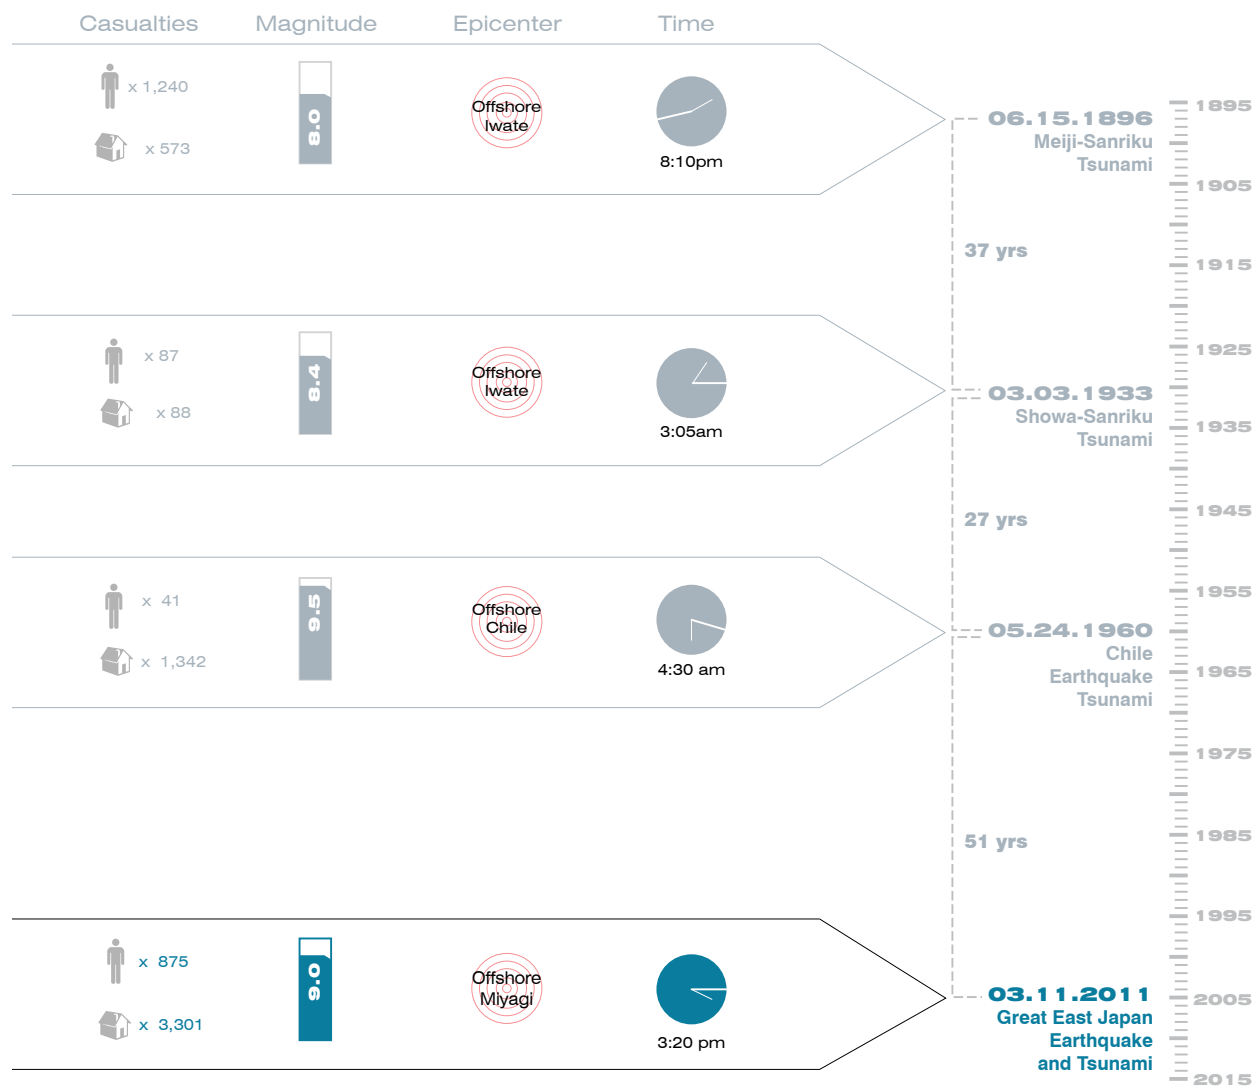 Casualties Magnitude Epicenter Time
x 1,240
x 573
8.0
Offshore
Iwate
8:10pm
06.15.1896
Meiji-Sanriku
Tsunami
37 yrs
x 87
x 88
8.4
Offshore
Iwate
3:05am
03.03.1933
Showa-Sanriku
Tsunami
27 yrs
x 41
x 1,342
9.5
Offshore
Chile
4:30 am
05.24.1960
Chile
Earthquake
Tsunami
51 yrs
x 875
x 3,301
9.0
Offshore
Miyagi
3:20 pm
03.11.2011
Great East Japan
Earthquake
and Tsunami
1895
1905
1915
1925
1935
1945
1955
1965
1975
1985
1995
2005
2015